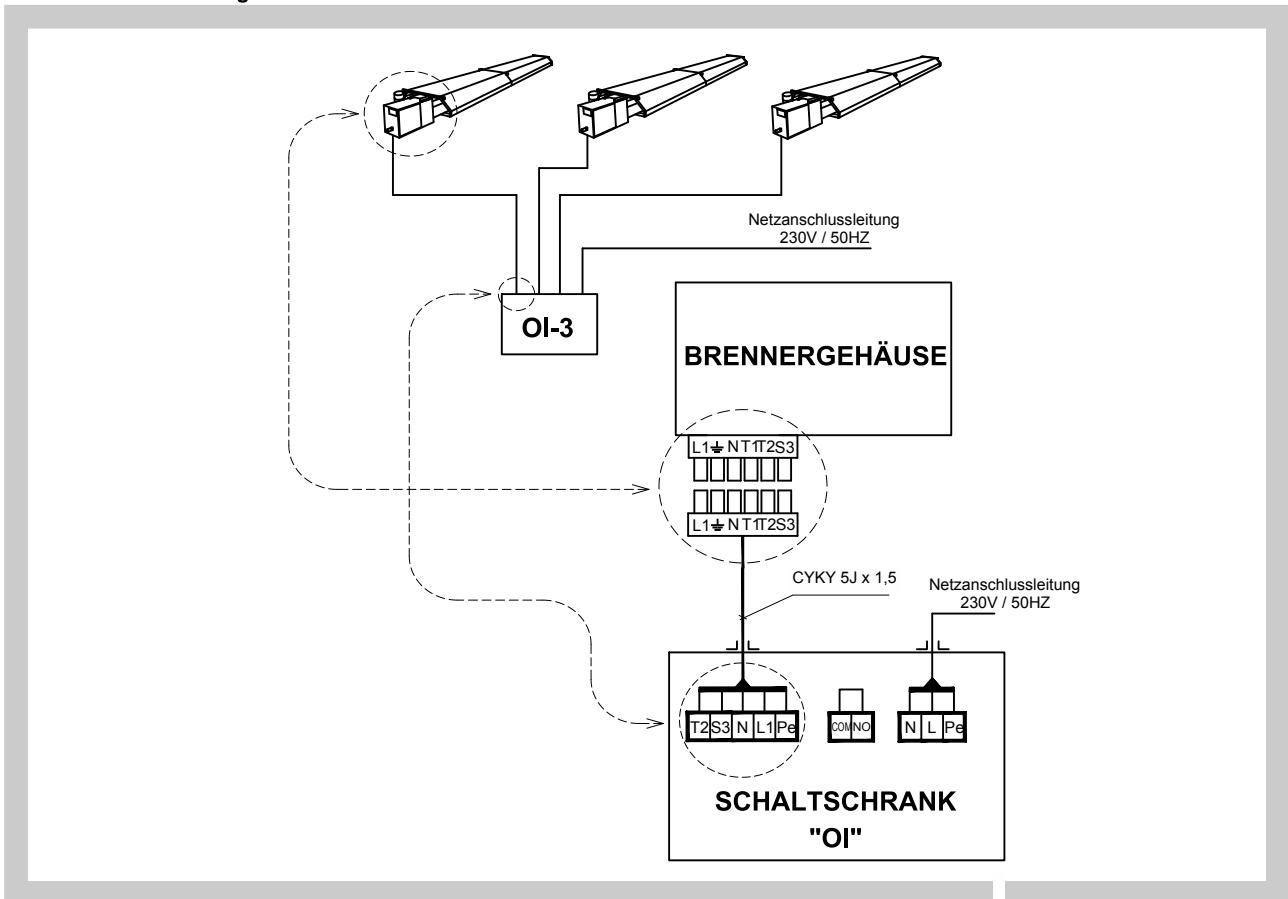 Netzanschlussleitung
230V / 50HZ
OI-3
BRENNERGEHÄUSE
L1 ⏚ N T1 T2 S3
L1 ⏚ N T1 T2 S3
CYKY 5J x 1,5
Netzanschlussleitung
230V / 50HZ
T2 S3 N L1 Pe
COM NO
N L Pe
SCHALTSCHRANK
"OI"